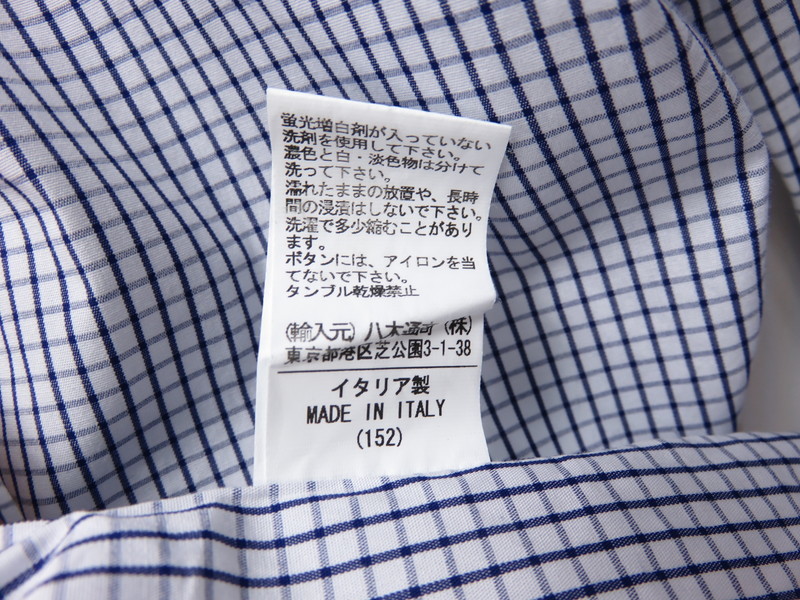 蛍光増白剤が入っていない
洗剤を使用して下さい。
濃色と白・淡色物は分けて
洗って下さい。
濡れたままの放置や、長時
間の浸漬はしないで下さい。
洗濯で多少縮むことがあり
ます。
ボタンには、アイロンを当
てないで下さい。
タンブル乾燥禁止
(輸入元) 八木通商 (株)
東京都港区芝公園3-1-38
イタリア製
MADE IN ITALY
(152)